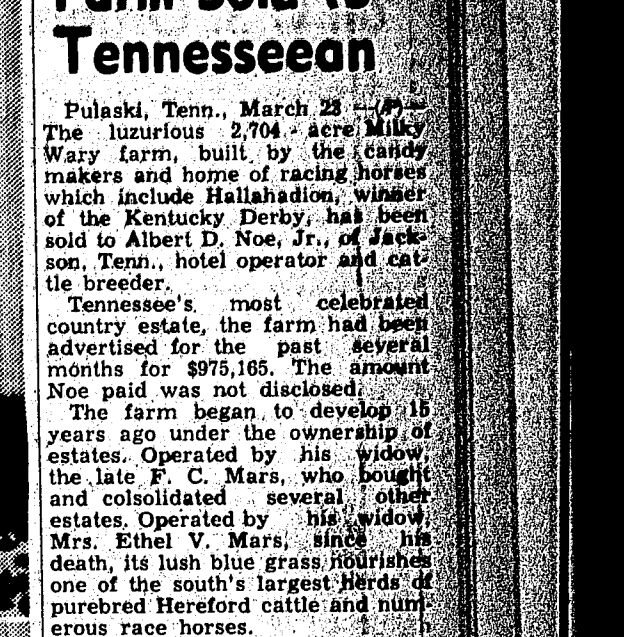 Farm Sold To
Tennesseean
Pulaski, Tenn., March 23 —(AP)—
The luzurious 2,704 - acre Milky
Wary farm, built by the candy
makers and home of racing horses
which include Hallahadion, winner
of the Kentucky Derby, has been
sold to Albert D. Noe, Jr., of Jack-
son, Tenn., hotel operator and cat-
tle breeder.
Tennessee's most celebrated
country estate, the farm had been
advertised for the past several
months for $975,165. The amount
Noe paid was not disclosed.
The farm began to develop 15
years ago under the ownership of
estates. Operated by his widow,
the late F. C. Mars, who bought
and colsolidated several other
estates. Operated by his widow,
Mrs. Ethel V. Mars, since his
death, its lush blue grass nourishes
one of the south's largest herds of
purebred Hereford cattle and num-
erous race horses.